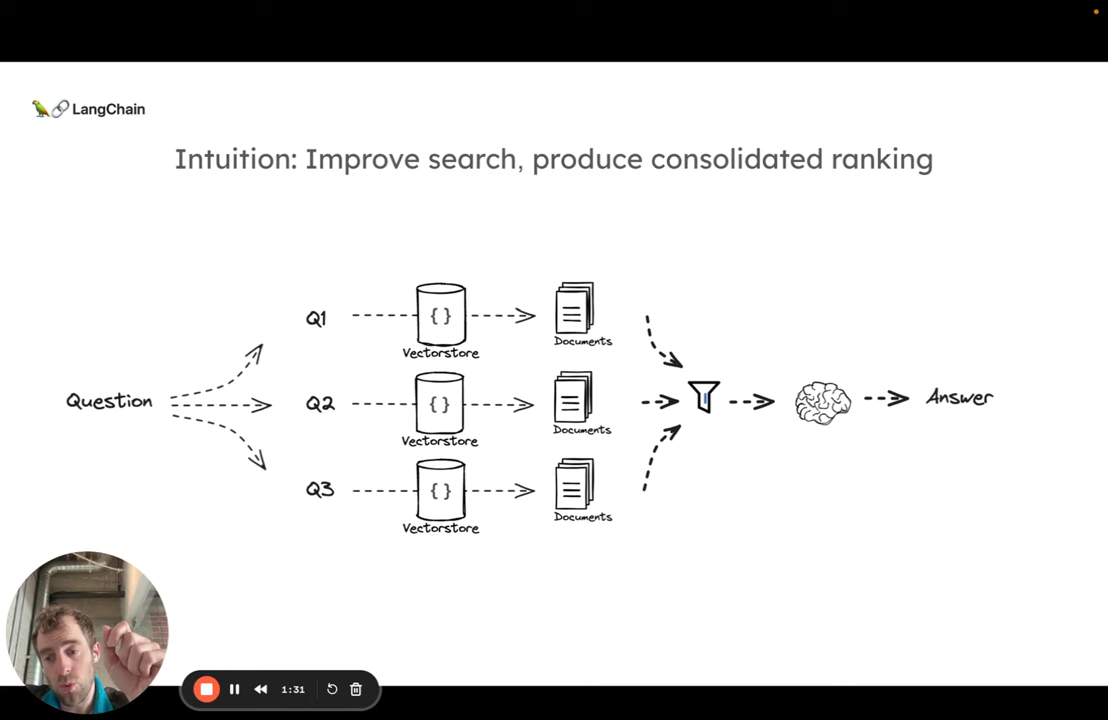 LangChain
Intuition: Improve search, produce consolidated ranking
Q1
{ }
Vectorstore
Documents
Question
Q2
{ }
Vectorstore
Documents
Answer
Q3
{ }
Vectorstore
Documents
1:31